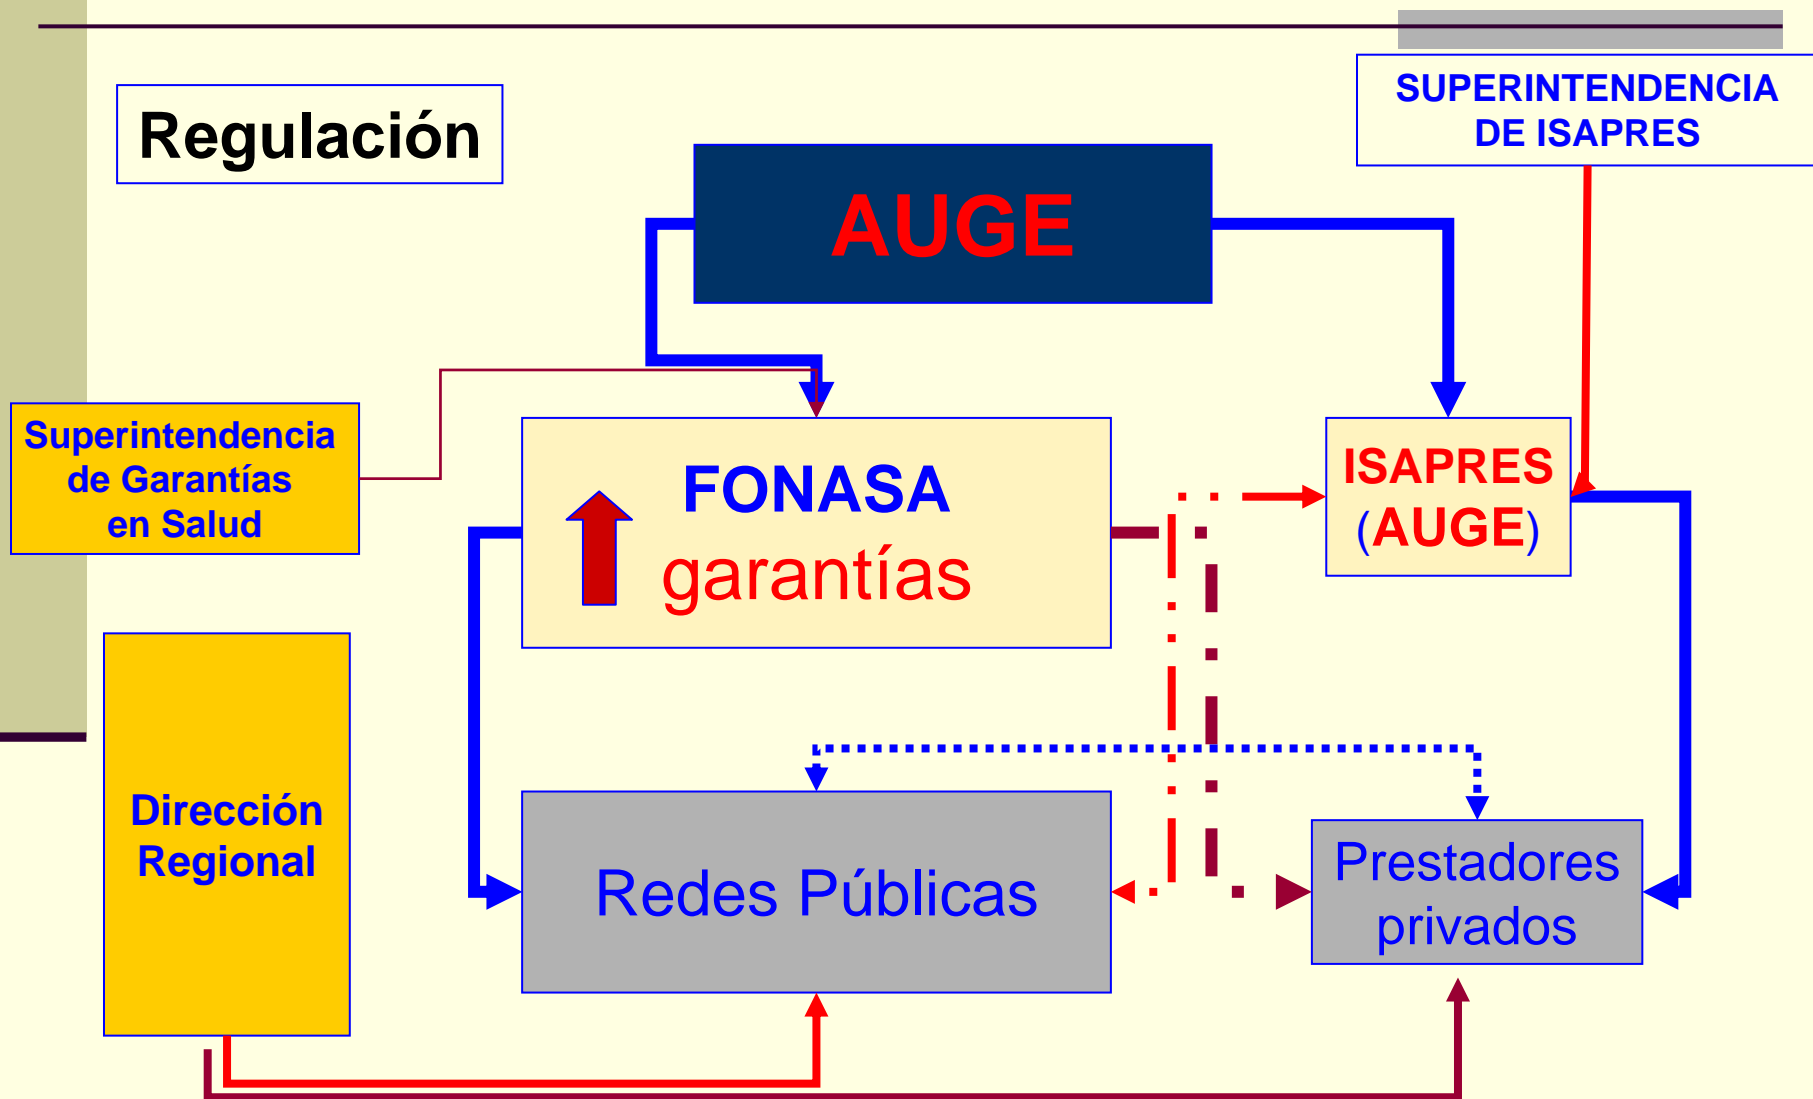 Regulación
SUPERINTENDENCIA
DE ISAPRES
AUGE
Superintendencia
de Garantías
en Salud
FONASA
garantías
ISAPRES
(AUGE)
Dirección
Regional
Redes Públicas
Prestadores
privados